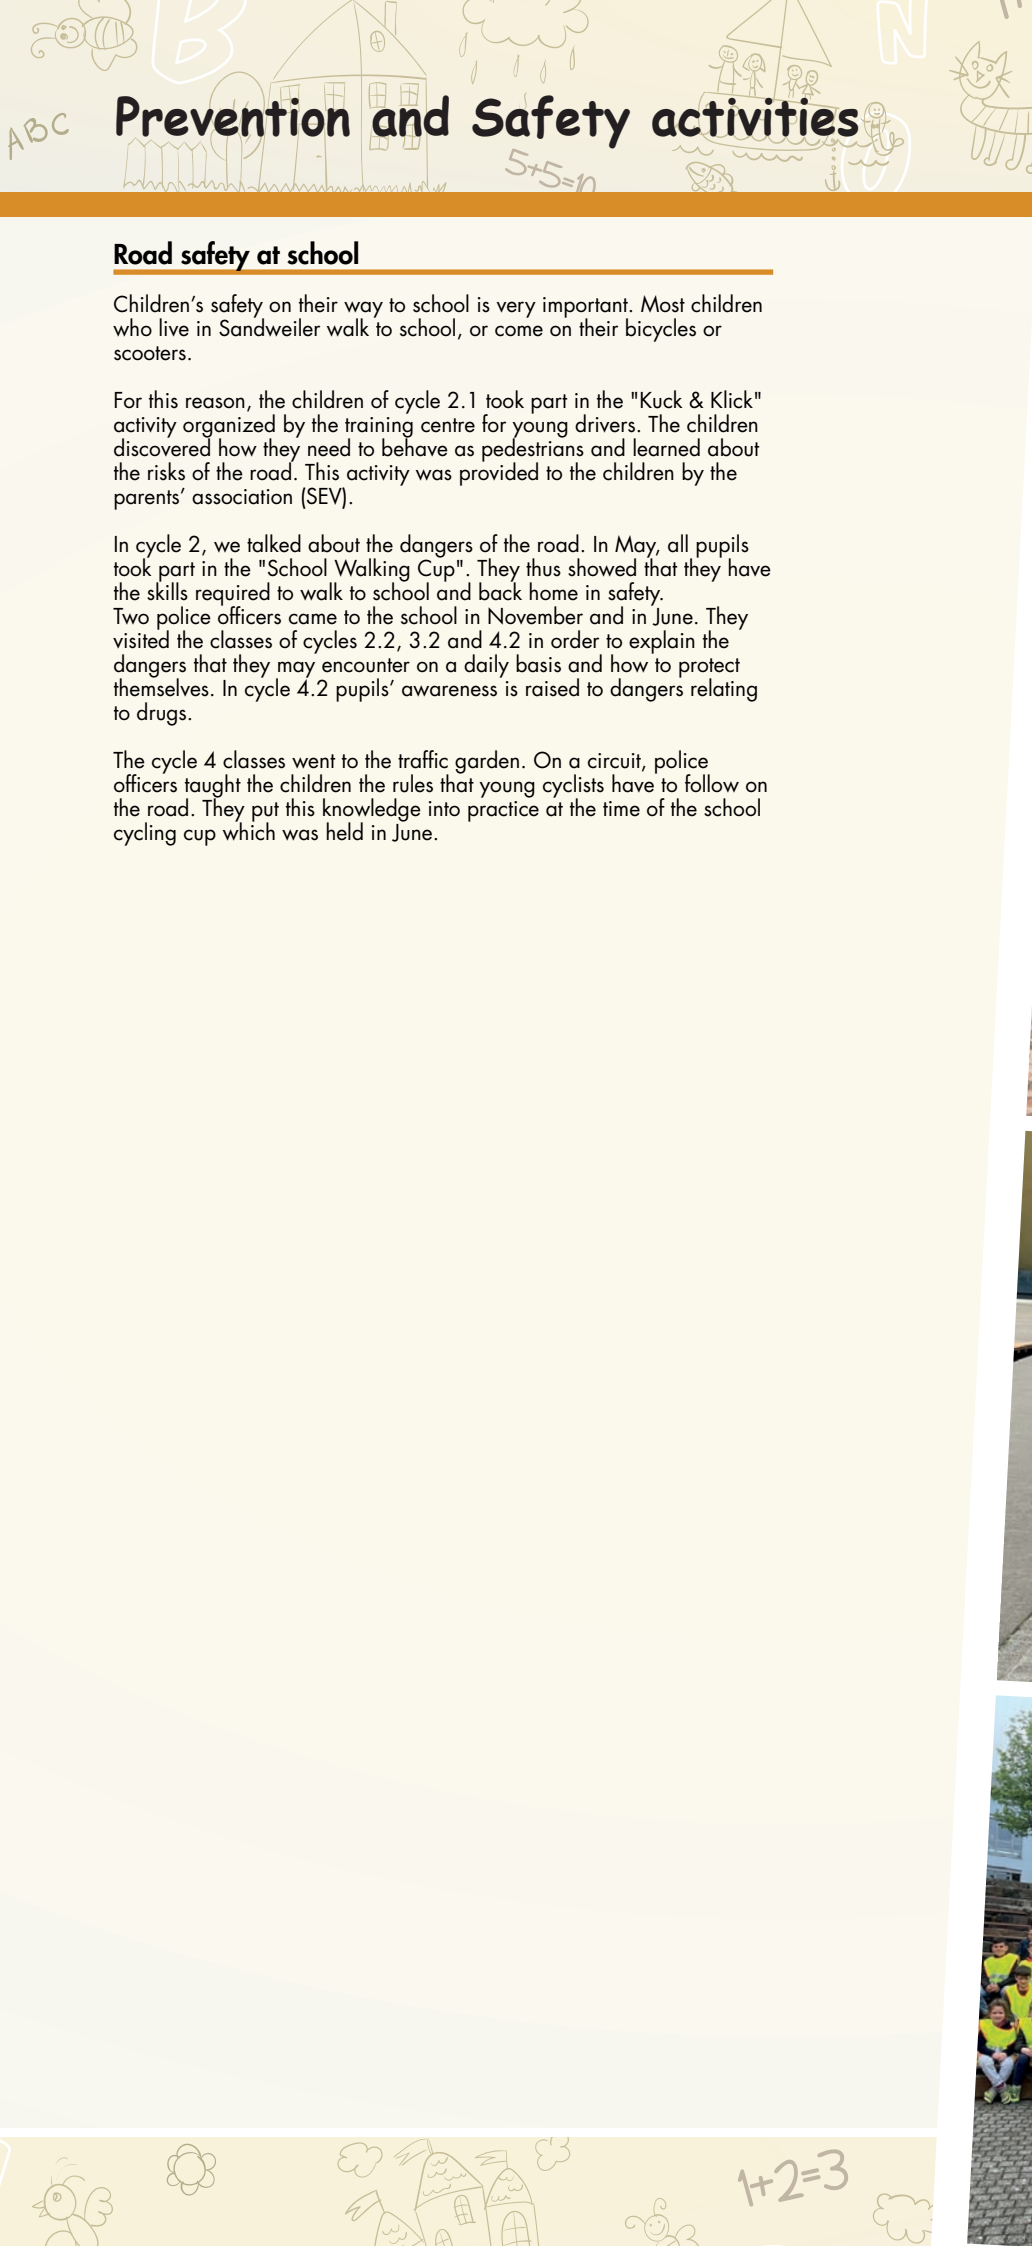 B
N
ABC
Prevention and Safety activities
5+5=10
Road safety at school
Children’s safety on their way to school is very important. Most children
who live in Sandweiler walk to school, or come on their bicycles or
scooters.
For this reason, the children of cycle 2.1 took part in the "Kuck & Klick"
activity organized by the training centre for young drivers. The children
discovered how they need to behave as pedestrians and learned about
the risks of the road. This activity was provided to the children by the
parents’ association (SEV).
In cycle 2, we talked about the dangers of the road. In May, all pupils
took part in the "School Walking Cup". They thus showed that they have
the skills required to walk to school and back home in safety.
Two police officers came to the school in November and in June. They
visited the classes of cycles 2.2, 3.2 and 4.2 in order to explain the
dangers that they may encounter on a daily basis and how to protect
themselves. In cycle 4.2 pupils’ awareness is raised to dangers relating
to drugs.
The cycle 4 classes went to the traffic garden. On a circuit, police
officers taught the children the rules that young cyclists have to follow on
the road. They put this knowledge into practice at the time of the school
cycling cup which was held in June.
1+2=3